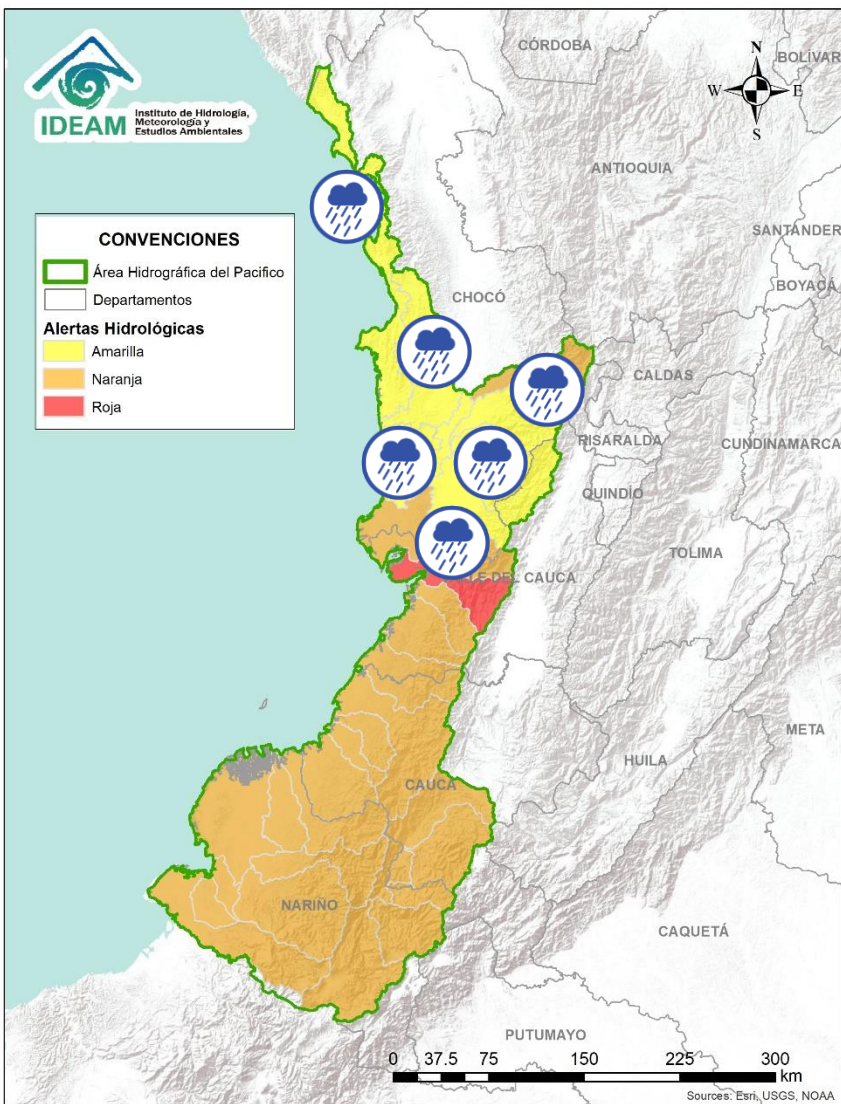 IDEAM
Instituto de Hidrología,
Meteorología y
Estudios Ambientales
CÓRDOBA
BOLÍVAR
N
W
E
S
ANTIOQUIA
SANTANDER
BOYACÁ
CONVENCIONES
Área Hidrográfica del Pacifico
Departamentos
Alertas Hidrológicas
Amarilla
Naranja
Roja
CHOCÓ
CALDAS
RISARALDA
CUNDINAMARCA
QUINDÍO
TOLIMA
DEL CAUCA
META
HUILA
CAUCA
NARIÑO
CAQUETÁ
PUTUMAYO
0 37.5 75 150 225 300
km
Sources: Esri, USGS, NOAA